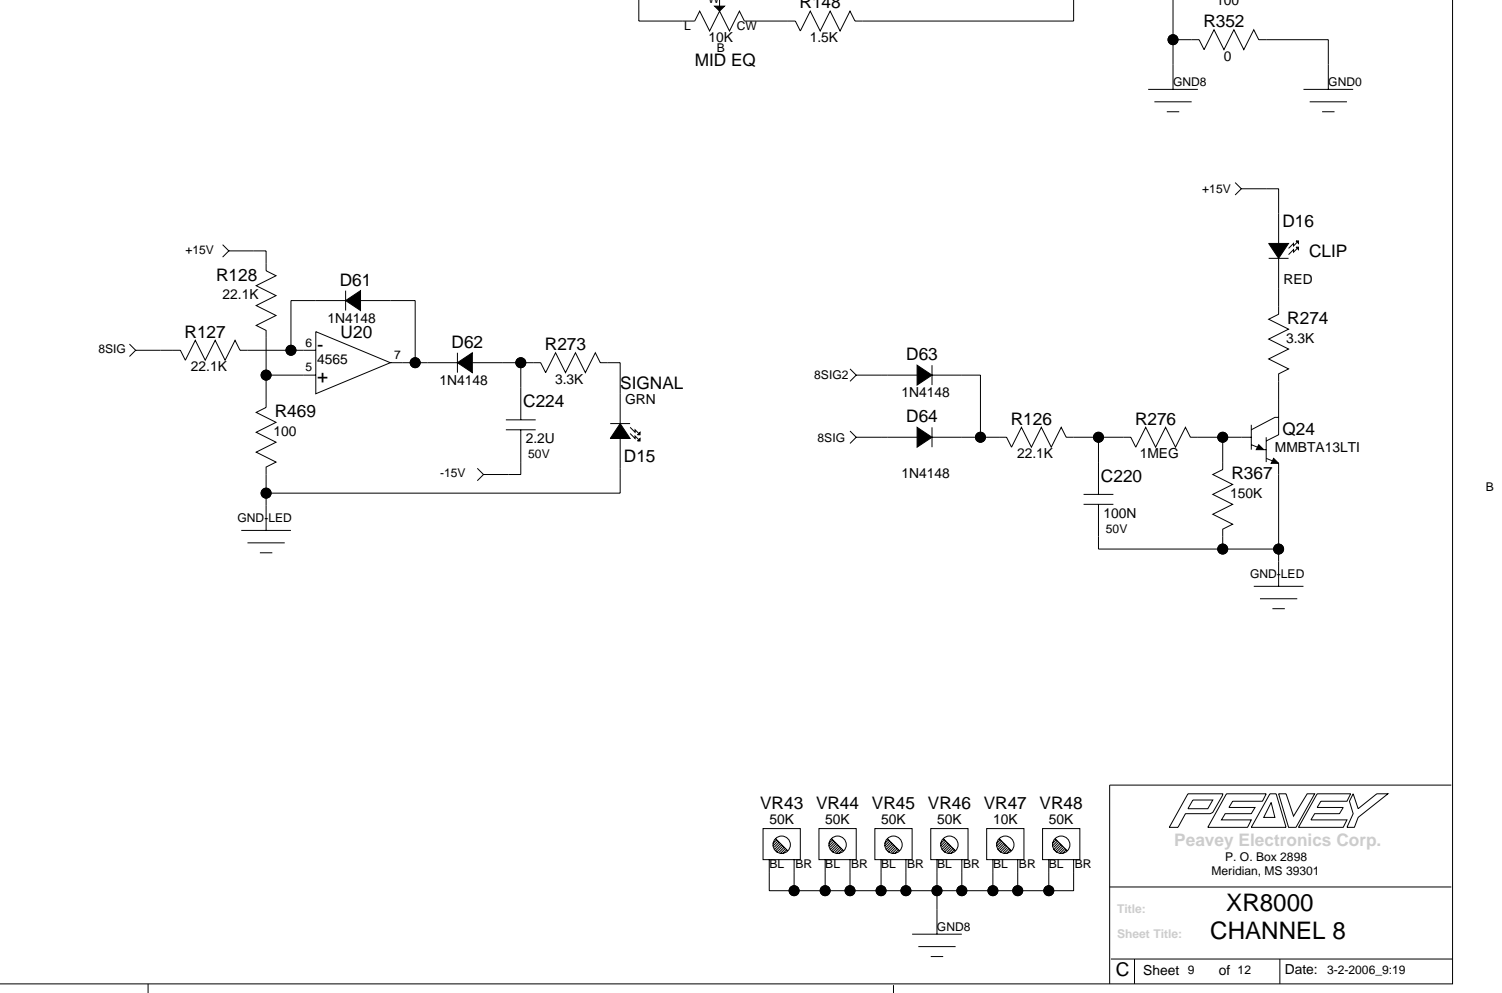 W
R148
L
CW
10K
1.5K
B
MID EQ
100
R352
0
GND8
GND0
+15V
D16
CLIP
RED
R274
3.3K
+15V
R128
22.1K
D61
1N4148
U20
8SIG
R127
22.1K
6
-
4565
7
5
+
D62
1N4148
R273
3.3K
SIGNAL
GRN
R469
100
C224
2.2U
50V
-15V
D15
GND-LED
8SIG2
D63
1N4148
8SIG
D64
1N4148
R126
22.1K
R276
1MEG
Q24
MMBTA13LTI
C220
100N
50V
R367
150K
GND-LED
B
VR43 VR44 VR45 VR46 VR47 VR48
50K 50K 50K 50K 10K 50K
BL BR BL BR BL BR BL BR BL BR BL BR
GND8
PEAVEY
Peavey Electronics Corp.
P. O. Box 2898
Meridian, MS 39301
Title: XR8000
Sheet Title: CHANNEL 8
C Sheet 9 of 12 Date: 3-2-2006_9:19